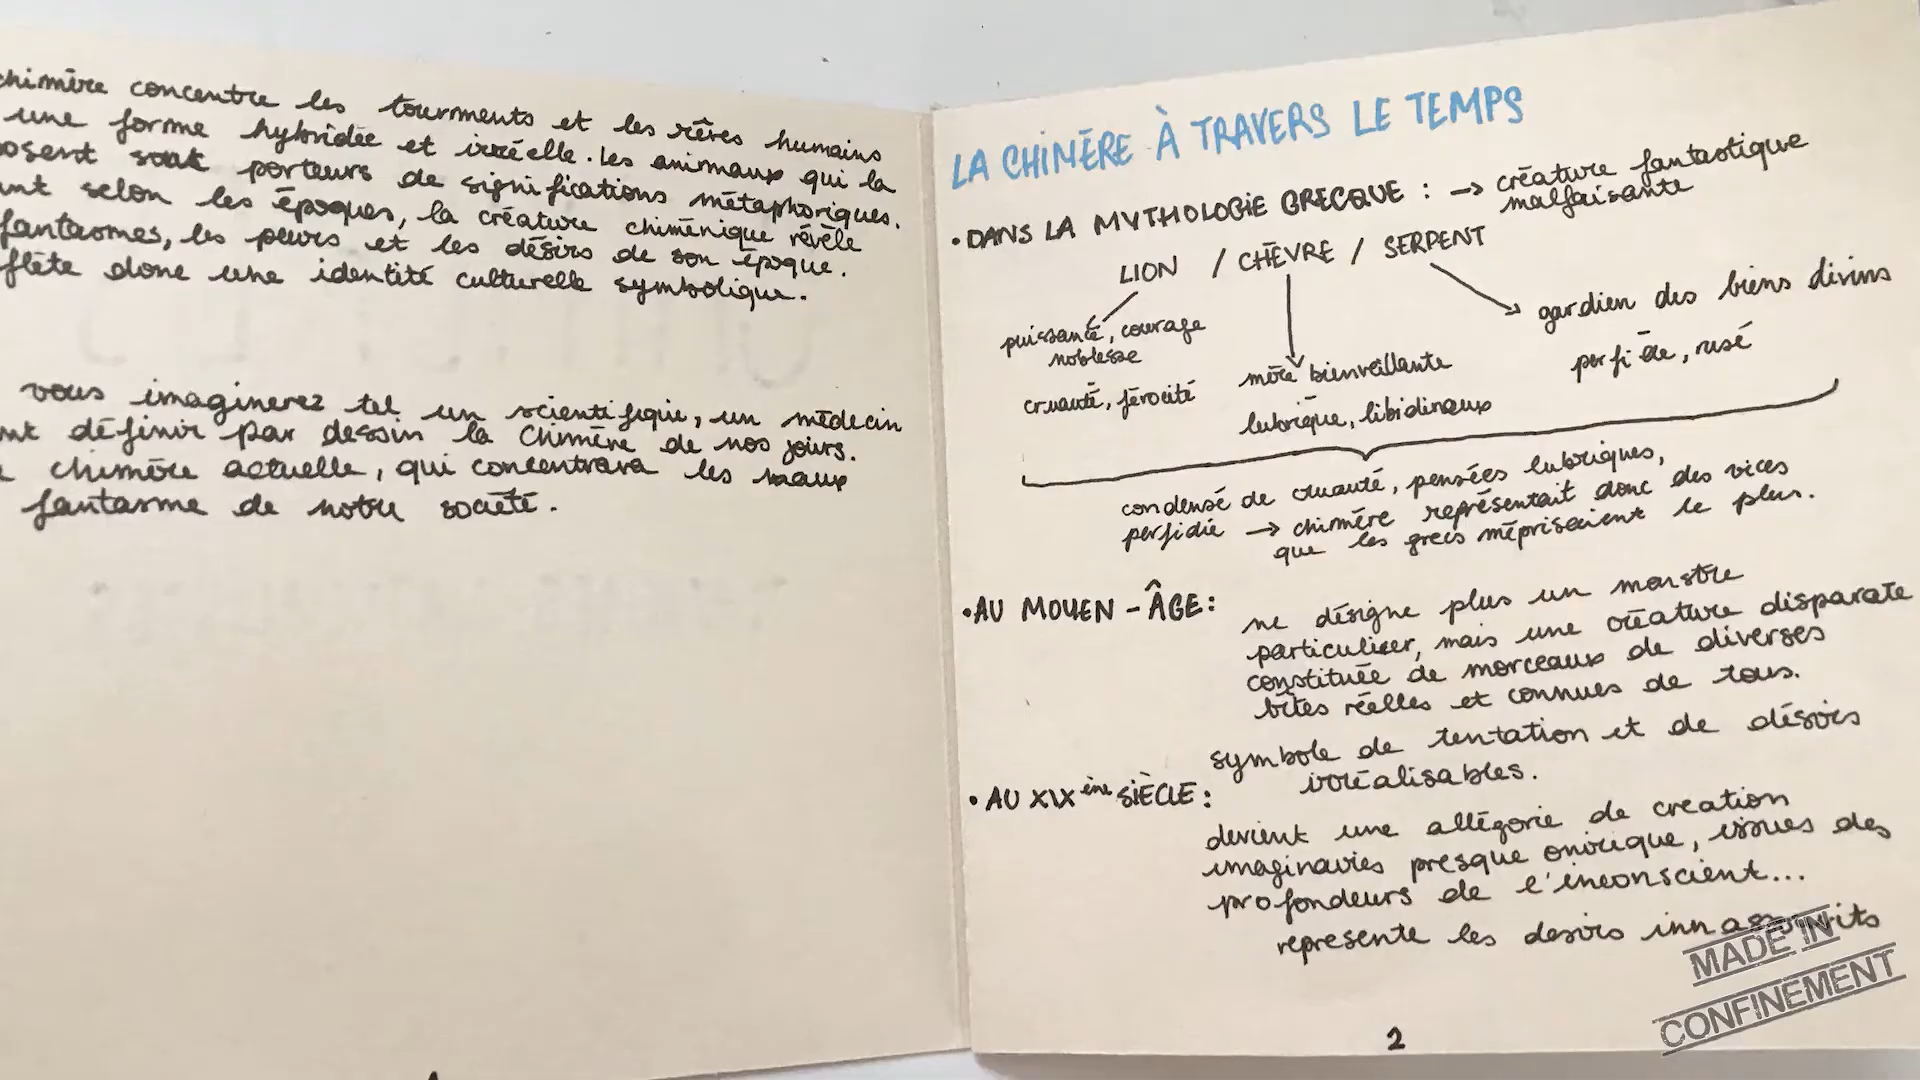 chimère concentre les tourments et les rêves humains
une forme hybridée et irréelle. Les animaux qui la
osent sont porteurs de significations métaphoriques.
ant selon les époques, la créature chimérique révèle
fantasmes, les peurs et les désirs de son époque.
flète donc une identité culturelle symbolique.
vous imaginerez tel un scientifique, un médecin
nt définir par dessin la chimère de nos jours.
chimère actuelle, qui concentrera les maux
fantasme de notre société.
LA CHIMÈRE À TRAVERS LE TEMPS
• DANS LA MYTHOLOGIE GRECQUE : → créature fantastique
malfaisante
LION / CHÈVRE / SERPENT
puissance, courage
noblesse
cruauté, férocité
mère bienveillante
lubrique, libidineux
gardien des biens divins
perfide, rusé
condensé de cruauté, pensées lubriques,
perfidie → chimère représentait donc des vices
que les grecs méprisaient le plus.
• AU MOYEN-ÂGE :
ne désigne plus un monstre
particulier, mais une créature disparate
constituée de morceaux de diverses
bêtes réelles et connues de tous.
symbole de tentation et de désirs
irréalisables.
• AU XIXème SIÈCLE :
devient une allégorie de creation
imaginaires presque onirique, issues des
profondeurs de l'inconscient...
represente les desirs innassouvits
MADE IN
CONFINEMENT
2